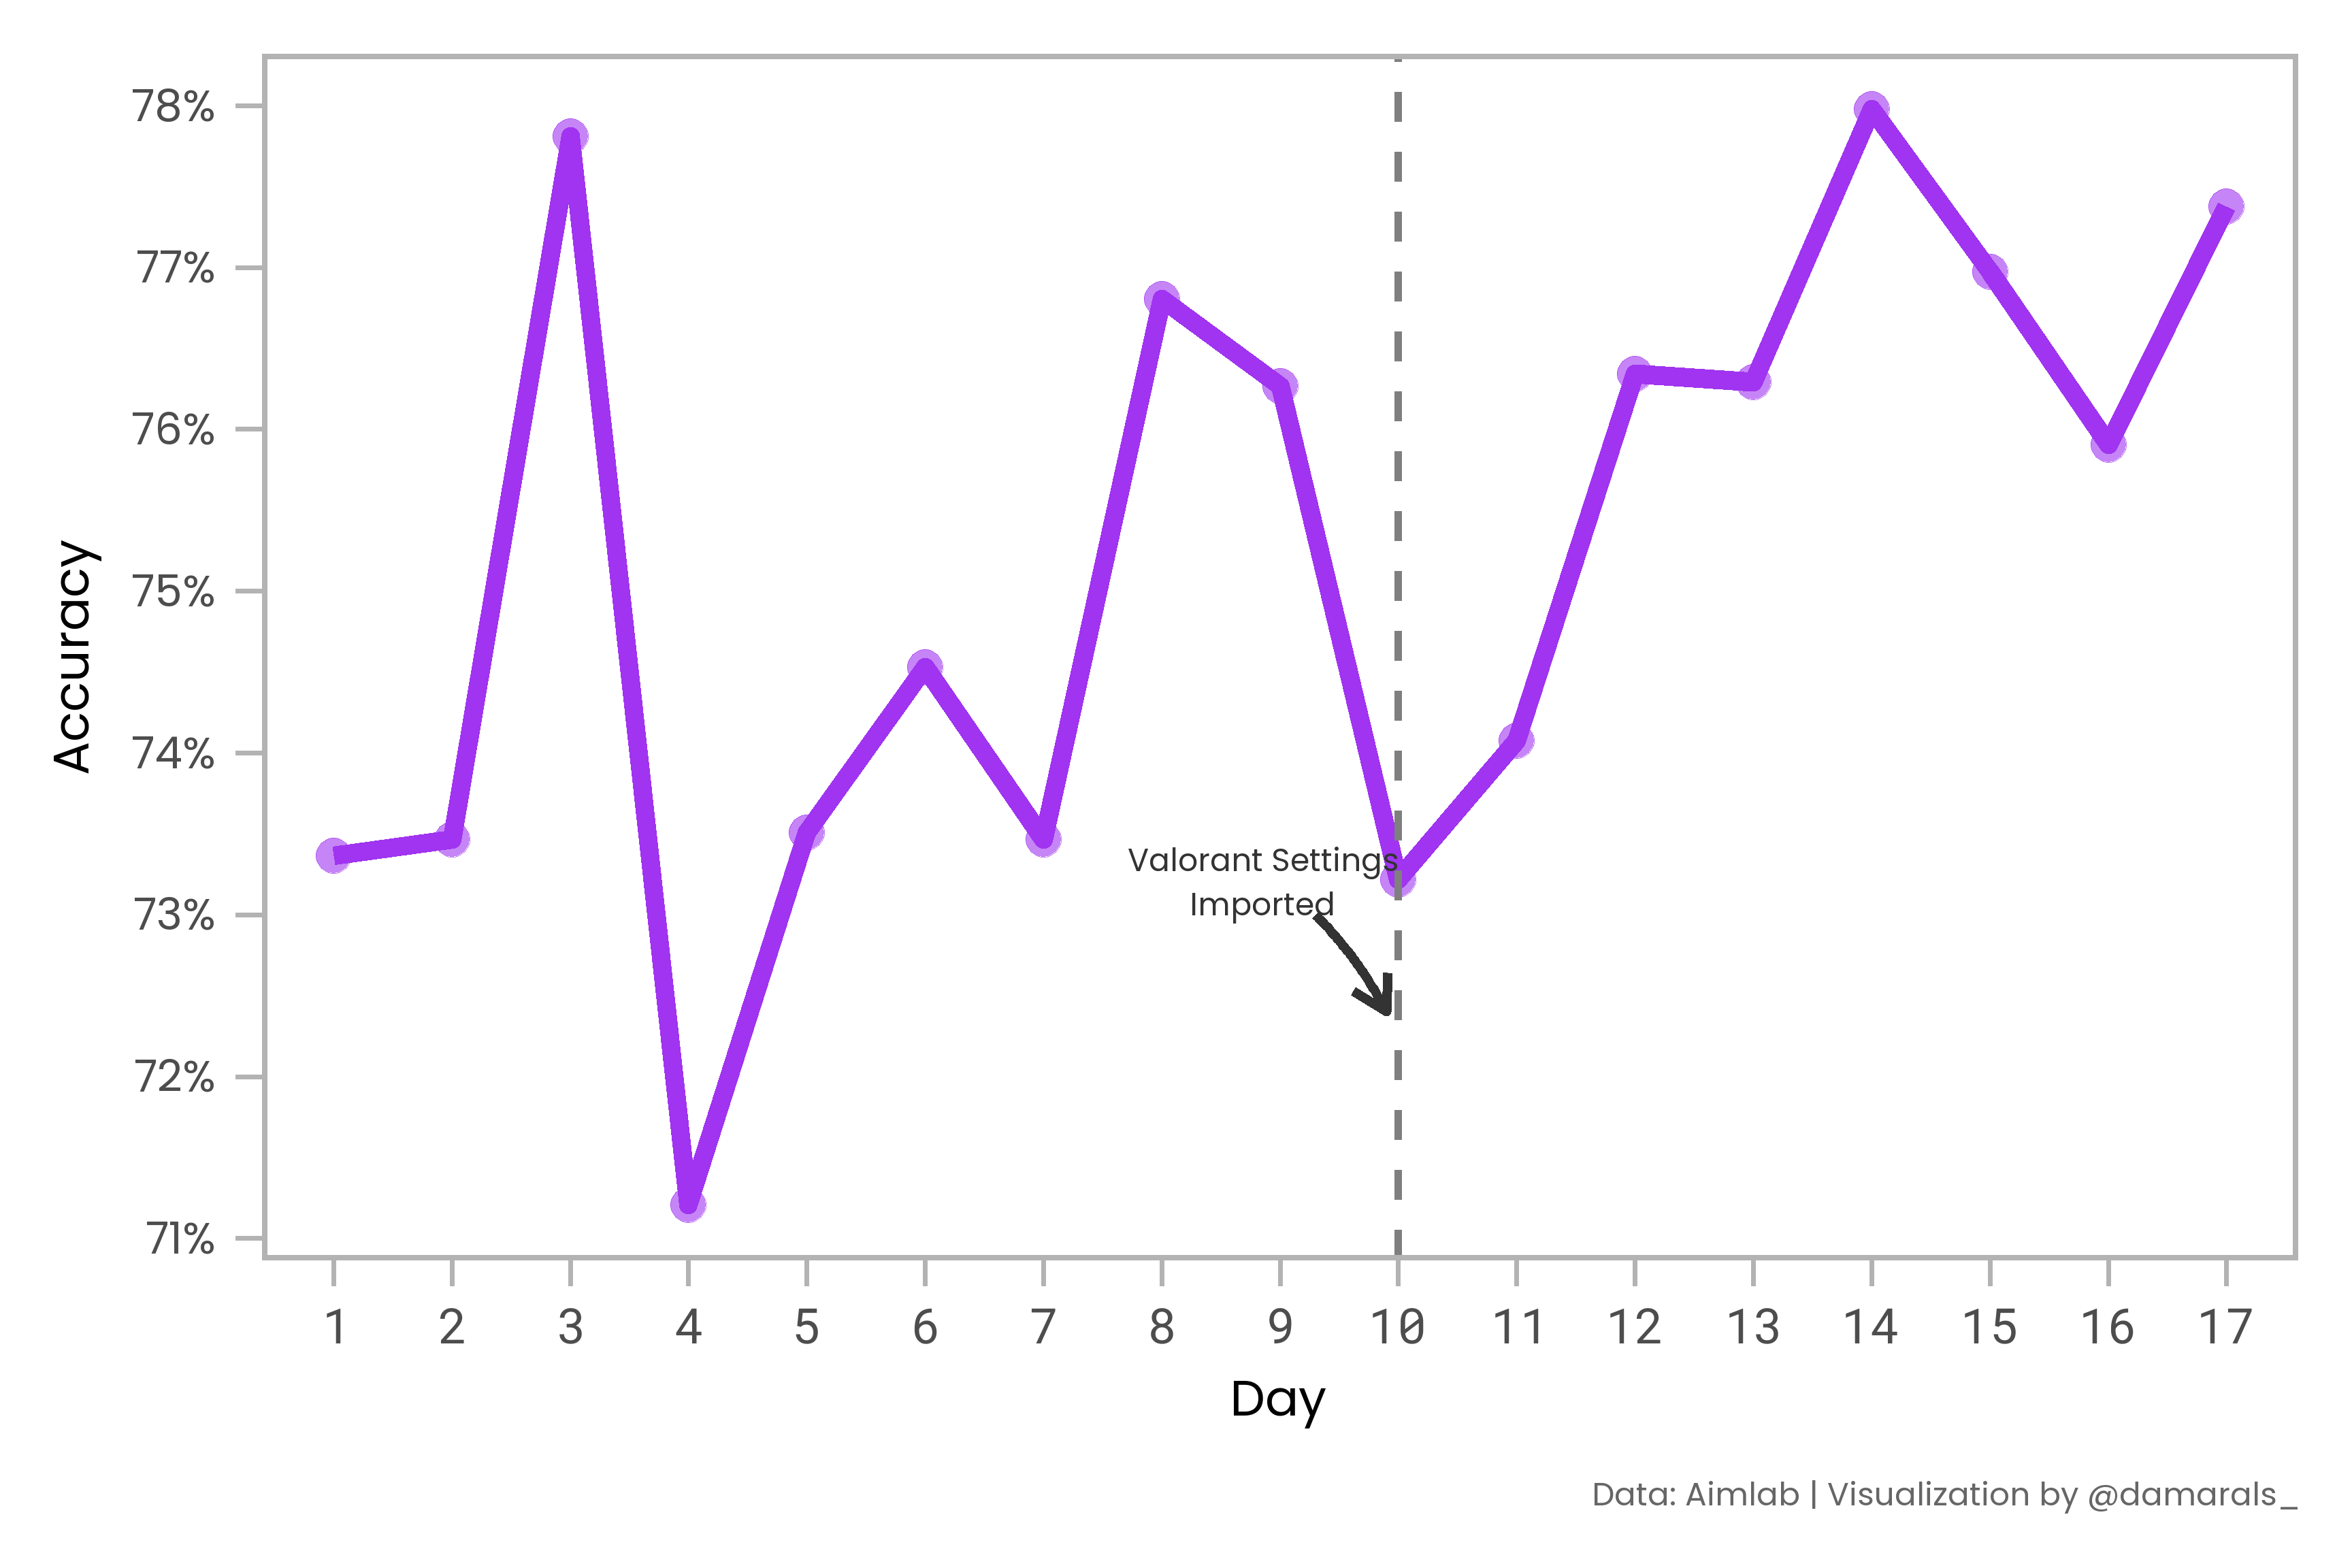 78%
77%
76%
75%
74%
73%
72%
71%
Accuracy
Valorant Settings
Imported
1 2 3 4 5 6 7 8 9 10 11 12 13 14 15 16 17
Day
Data: Aimlab | Visualization by @damarals_